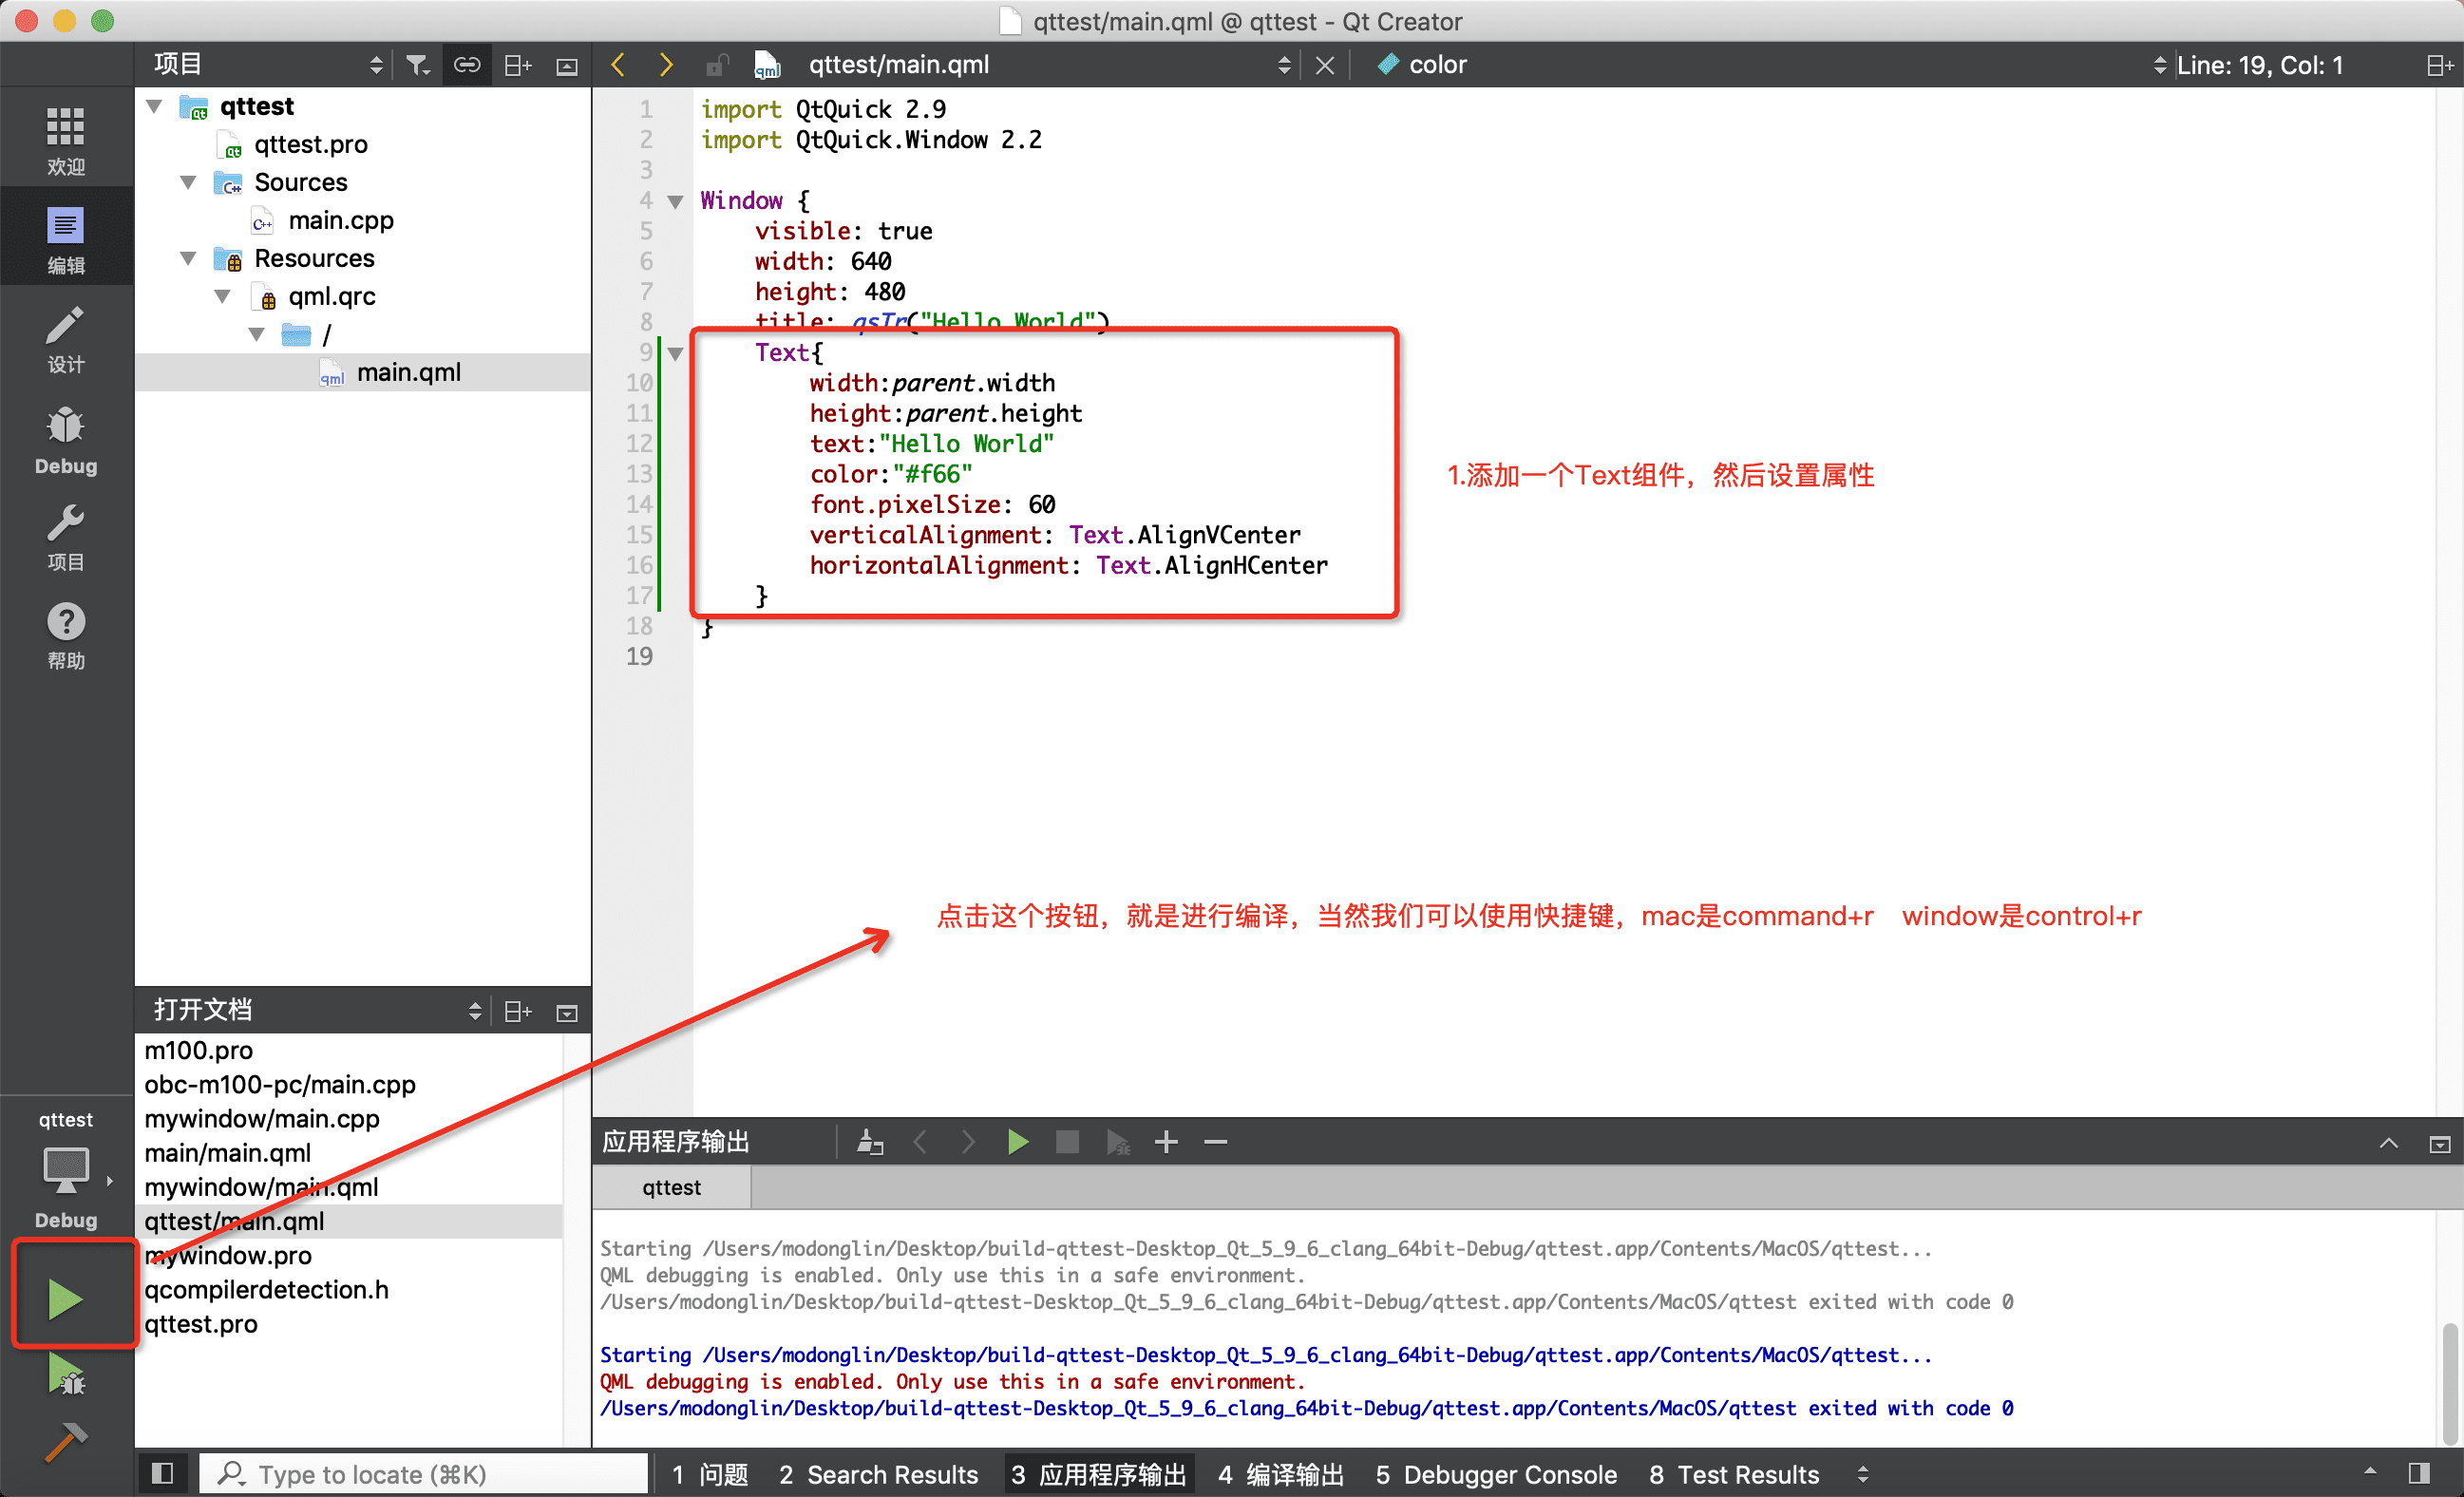 qttest/main.qml @ qttest - Qt Creator
项目
qttest/main.qml
color
Line: 19, Col: 1
欢迎
编辑
设计
Debug
项目
帮助
qttest
qttest.pro
Sources
main.cpp
Resources
qml.qrc
/
main.qml
1 import QtQuick 2.9
2 import QtQuick.Window 2.2
3
4 Window {
5 visible: true
6 width: 640
7 height: 480
8 title: qsTr("Hello World")
9 Text{
10 width:parent.width
11 height:parent.height
12 text:"Hello World"
13 color:"#f66"
14 font.pixelSize: 60
15 verticalAlignment: Text.AlignVCenter
16 horizontalAlignment: Text.AlignHCenter
17 }
18 }
19
1.添加一个Text组件，然后设置属性
点击这个按钮，就是进行编译，当然我们可以使用快捷键，mac是command+r window是control+r
打开文档
m100.pro
obc-m100-pc/main.cpp
mywindow/main.cpp
main/main.qml
mywindow/main.qml
qttest/main.qml
mywindow.pro
qcompilerdetection.h
qttest.pro
qttest
Debug
应用程序输出
qttest
Starting /Users/modonglin/Desktop/build-qttest-Desktop_Qt_5_9_6_clang_64bit-Debug/qttest.app/Contents/MacOS/qttest...
QML debugging is enabled. Only use this in a safe environment.
/Users/modonglin/Desktop/build-qttest-Desktop_Qt_5_9_6_clang_64bit-Debug/qttest.app/Contents/MacOS/qttest exited with code 0
Starting /Users/modonglin/Desktop/build-qttest-Desktop_Qt_5_9_6_clang_64bit-Debug/qttest.app/Contents/MacOS/qttest...
QML debugging is enabled. Only use this in a safe environment.
/Users/modonglin/Desktop/build-qttest-Desktop_Qt_5_9_6_clang_64bit-Debug/qttest.app/Contents/MacOS/qttest exited with code 0
Type to locate (⌘K)
1 问题 2 Search Results 3 应用程序输出 4 编译输出 5 Debugger Console 8 Test Results